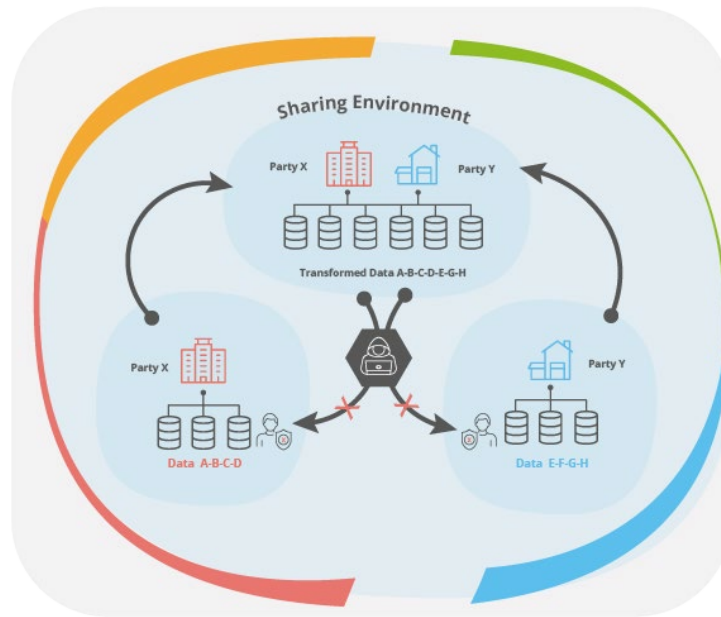 Sharing Environment
Party X
Party Y
Transformed Data A-B-C-D-E-G-H
Party X
Party Y
Data A-B-C-D
Data E-F-G-H